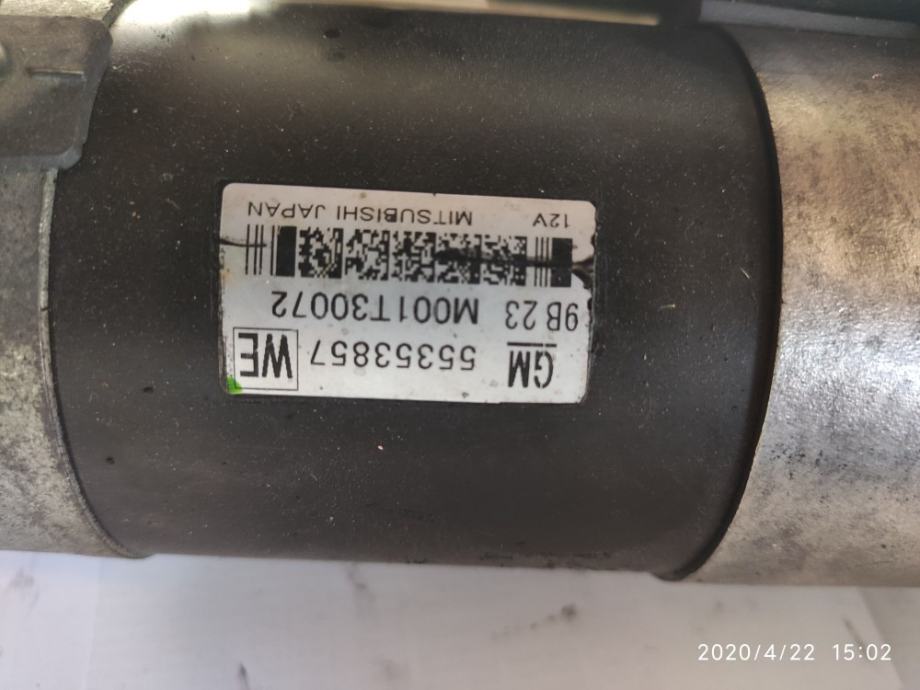 GM 55353857 WE
9B 23 M001T30072
12V MITSUBISHI JAPAN
2020/4/22 15:02